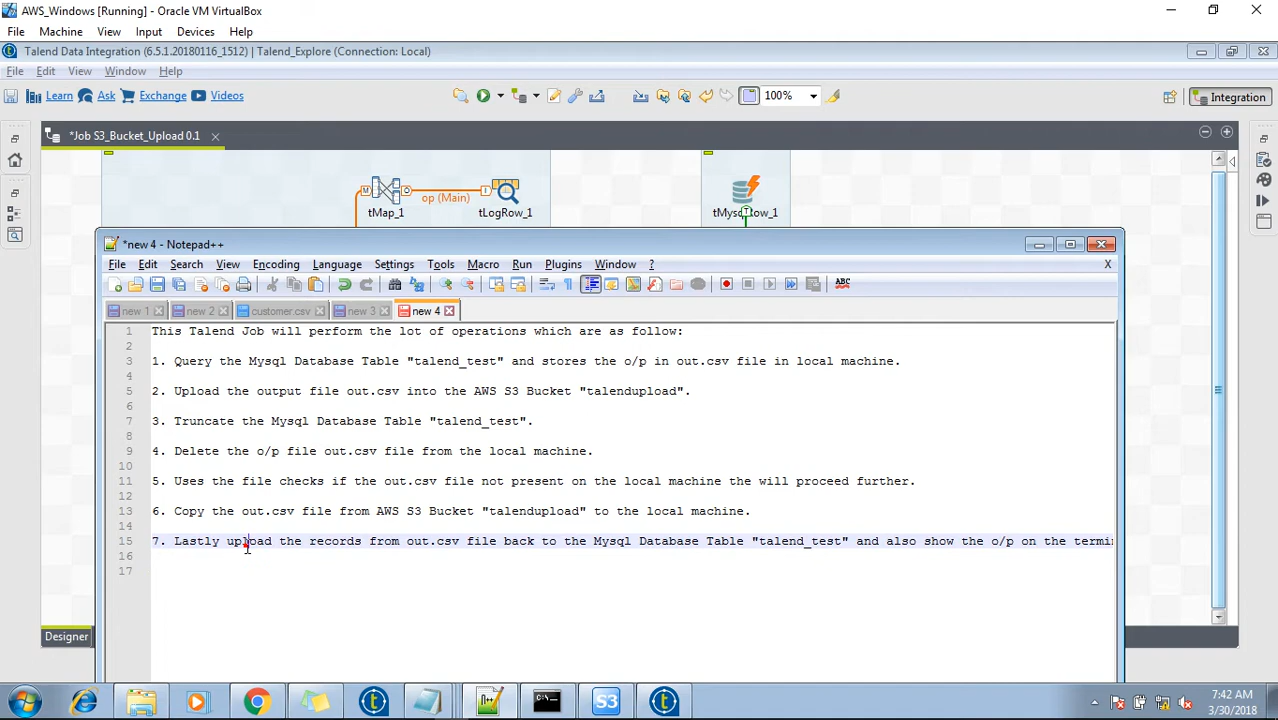 AWS_Windows [Running] - Oracle VM VirtualBox
File Machine View Input Devices Help
Talend Data Integration (6.5.1.20180116_1512) | Talend_Explore (Connection: Local)
File Edit View Window Help
Learn Ask Exchange Videos 100% Integration
*Job S3_Bucket_Upload 0.1
op (Main)
tMap_1 tLogRow_1
*new 4 - Notepad++
File Edit Search View Encoding Language Settings Tools Macro Run Plugins Window ? X
ABC
new 1 new 2 customer.csv new 3 new 4
1 This Talend Job will perform the lot of operations which are as follow:
2
3 1. Query the Mysql Database Table "talend_test" and stores the o/p in out.csv file in local machine.
4
5 2. Upload the output file out.csv into the AWS S3 Bucket "talendupload".
6
7 3. Truncate the Mysql Database Table "talend_test".
8
9 4. Delete the o/p file out.csv file from the local machine.
10
11 5. Uses the file checks if the out.csv file not present on the local machine the will proceed further.
12
13 6. Copy the out.csv file from AWS S3 Bucket "talendupload" to the local machine.
14
15 7. Lastly upload the records from out.csv file back to the Mysql Database Table "talend_test" and also show the o/p on the termin
16
17
Designer
S3
7:42 AM
3/30/2018